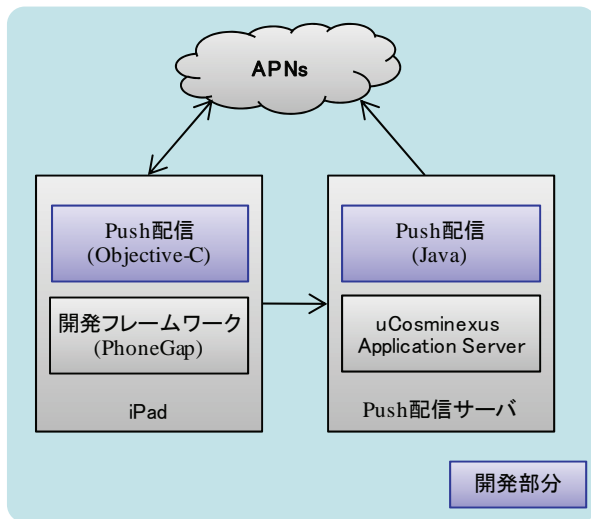 APNs
Push配信
(Objective-C)
開発フレームワーク
(PhoneGap)
iPad
Push配信
(Java)
uCosminexus
Application Server
Push配信サーバ
開発部分